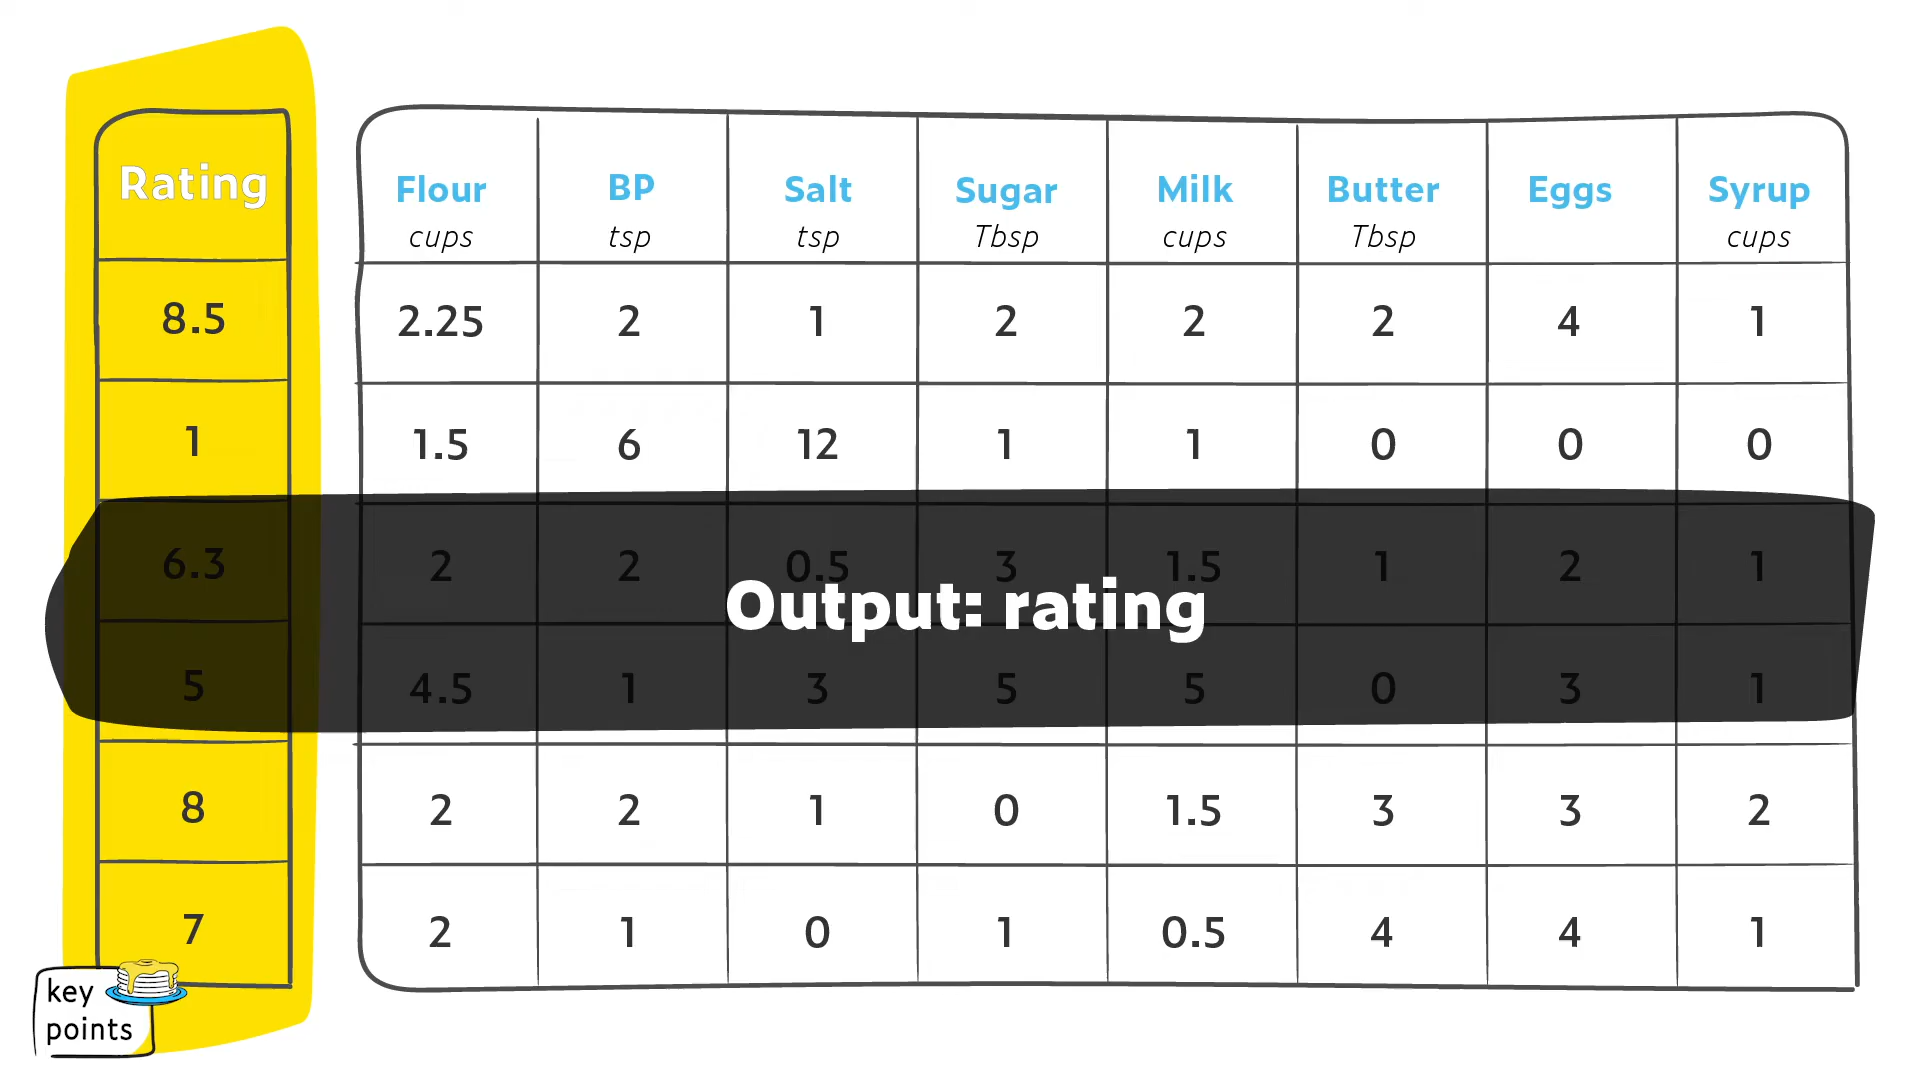 Rating Flour BP Salt Sugar Milk Butter Eggs Syrup
cups tsp tsp Tbsp cups Tbsp cups
8.5 2.25 2 1 2 2 2 4 1
1 1.5 6 12 1 1 0 0 0
6.3 2 2 0.5 3 1.5 1 2 1
Output: rating
5 4.5 1 3 5 5 0 3 1
8 2 2 1 0 1.5 3 3 2
7 2 1 0 1 0.5 4 4 1
key
points